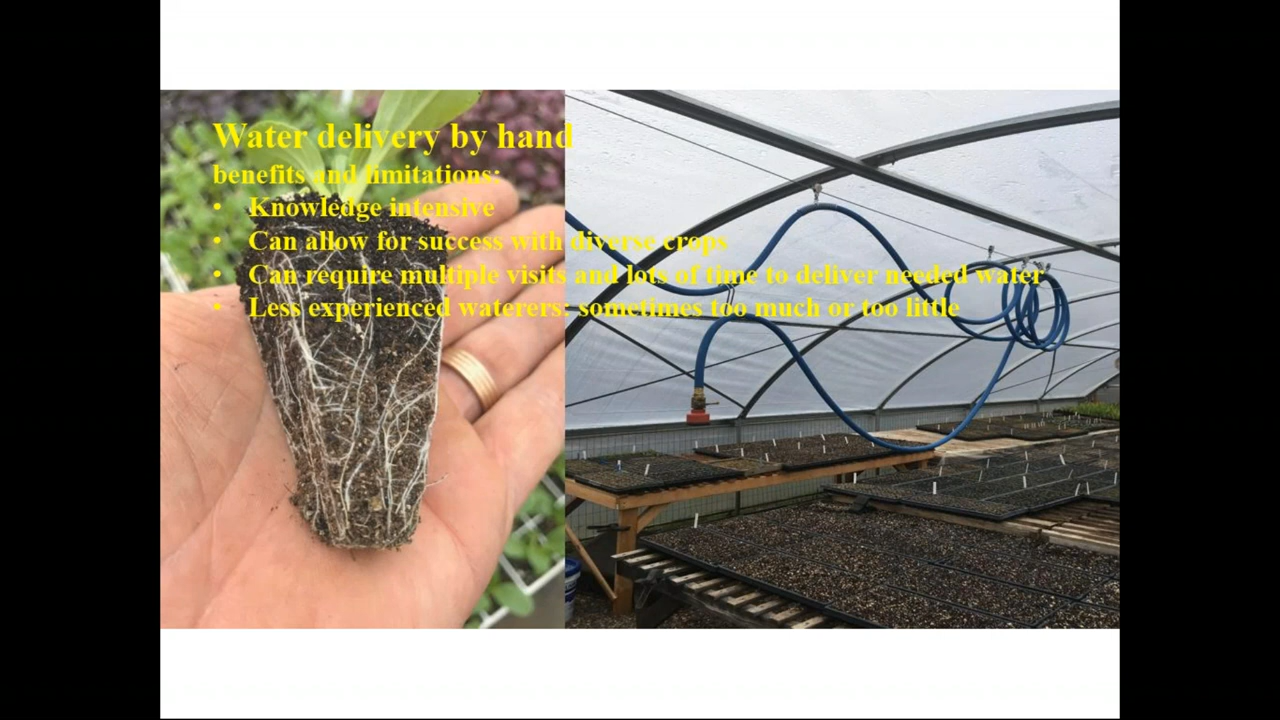 Water delivery by hand
benefits and limitations:
• Knowledge intensive
• Can allow for success with diverse crops
• Can require multiple visits and lots of time to deliver needed water
• Less experienced waterers: sometimes too much or too little